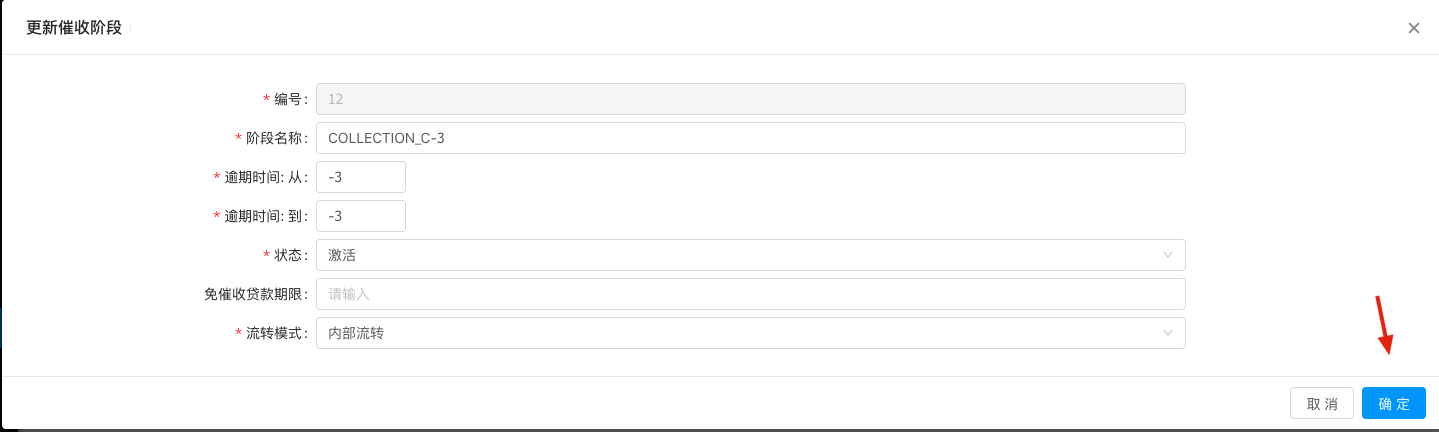 更新催收阶段
* 编号: 12
* 阶段名称: COLLECTION_C-3
* 逾期时间: 从: -3
* 逾期时间: 到: -3
* 状态: 激活
免催收贷款期限: 请输入
* 流转模式: 内部流转
取 消 确 定